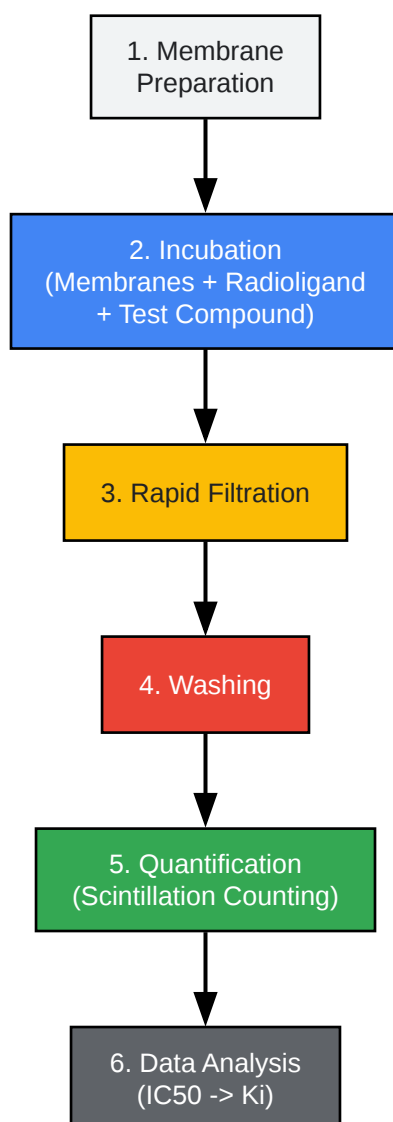 1. Membrane
Preparation
2. Incubation
(Membranes + Radioligand
+ Test Compound)
3. Rapid Filtration
4. Washing
5. Quantification
(Scintillation Counting)
6. Data Analysis
(IC50 -> Ki)